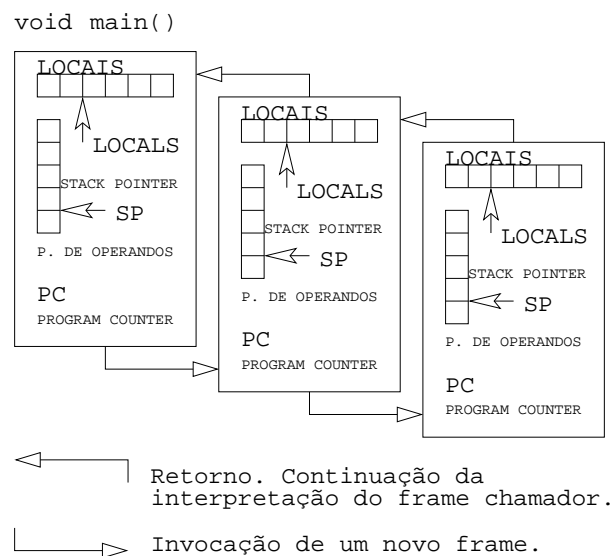 void main()
LOCAIS
LOCALS
STACK POINTER
SP
P. DE OPERANDOS
PC
PROGRAM COUNTER
LOCAIS
LOCALS
STACK POINTER
SP
P. DE OPERANDOS
PC
PROGRAM COUNTER
LOCAIS
LOCALS
STACK POINTER
SP
P. DE OPERANDOS
PC
PROGRAM COUNTER
Retorno. Continuação da
interpretação do frame chamador.
Invocação de um novo frame.